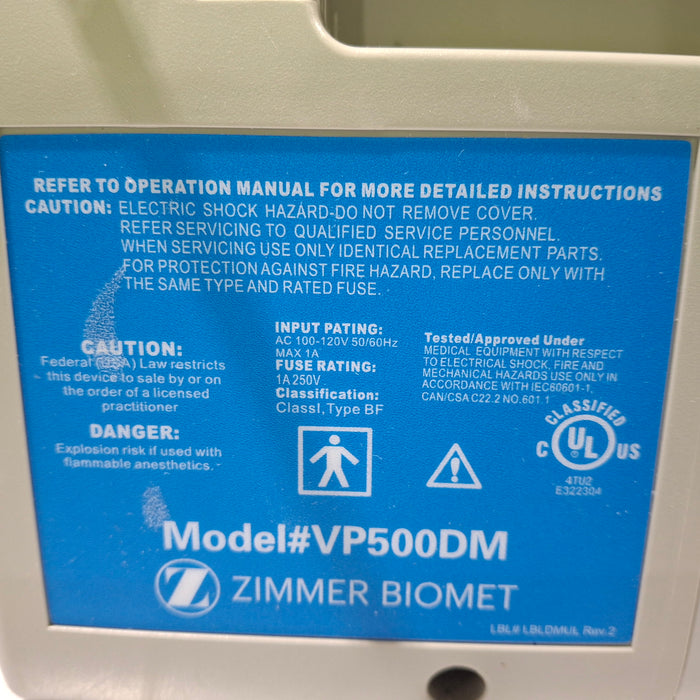 REFER TO OPERATION MANUAL FOR MORE DETAILED INSTRUCTIONS
CAUTION: ELECTRIC SHOCK HAZARD-DO NOT REMOVE COVER.
REFER SERVICING TO QUALIFIED SERVICE PERSONNEL.
WHEN SERVICING USE ONLY IDENTICAL REPLACEMENT PARTS.
FOR PROTECTION AGAINST FIRE HAZARD, REPLACE ONLY WITH
THE SAME TYPE AND RATED FUSE.
CAUTION:
Federal (USA) Law restricts
this device to sale by or on
the order of a licensed
practitioner
DANGER:
Explosion risk if used with
flammable anesthetics.
INPUT PATING:
AC 100-120V 50/60Hz
MAX 1A
FUSE RATING:
1A 250V
Classification:
ClassI,Type BF
Tested/Approved Under
MEDICAL EQUIPMENT WITH RESPECT
TO ELECTRICAL SHOCK, FIRE AND
MECHANICAL HAZARDS USE ONLY IN
ACCORDANCE WITH IEC60601-1,
CAN/CSA C22.2 NO.601.1
CLASSIFIED
C UL US
®
4TU2
E322304
Model#VP500DM
Z ZIMMER BIOMET
LBL# LBLDMUL Rev.2